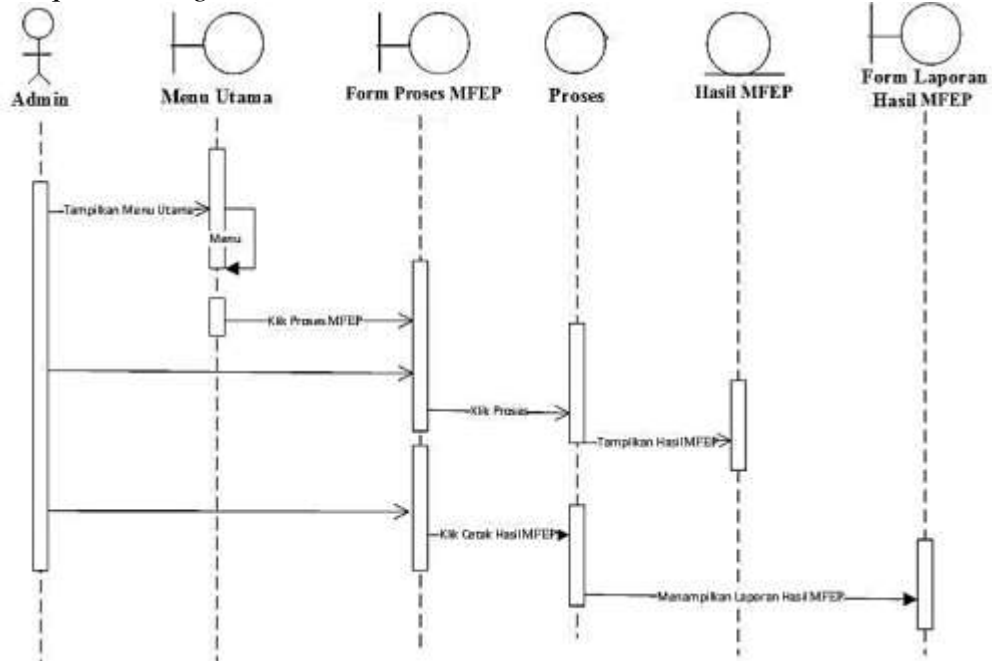 Admin
Menu Utama
Form Proses MFEP
Proses
Hasil MFEP
Form Laporan
Hasil MFEP
Tampilkan Menu Utama
Menu
Klik Proses MFEP
Klik Proses
Tampilkan Hasil MFEP
Klik Cetak Hasil MFEP
Menampilkan Laporan Hasil MFEP